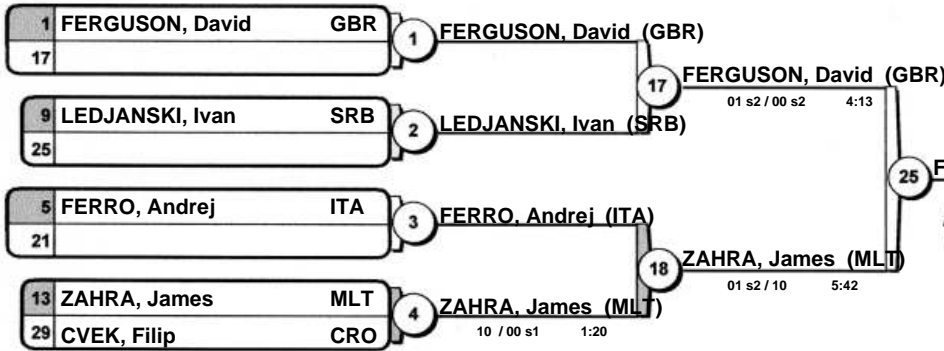 1 FERGUSON, David GBR
17
1
FERGUSON, David (GBR)
9 LEDJANSKI, Ivan SRB
25
2
LEDJANSKI, Ivan (SRB)
17
FERGUSON, David (GBR)
01 s2 / 00 s2 4:13
5 FERRO, Andrej ITA
21
3
FERRO, Andrej (ITA)
13 ZAHRA, James MLT
29 CVEK, Filip CRO
4
ZAHRA, James (MLT)
10 / 00 s1 1:20
18
ZAHRA, James (MLT)
01 s2 / 10 5:42
25
F